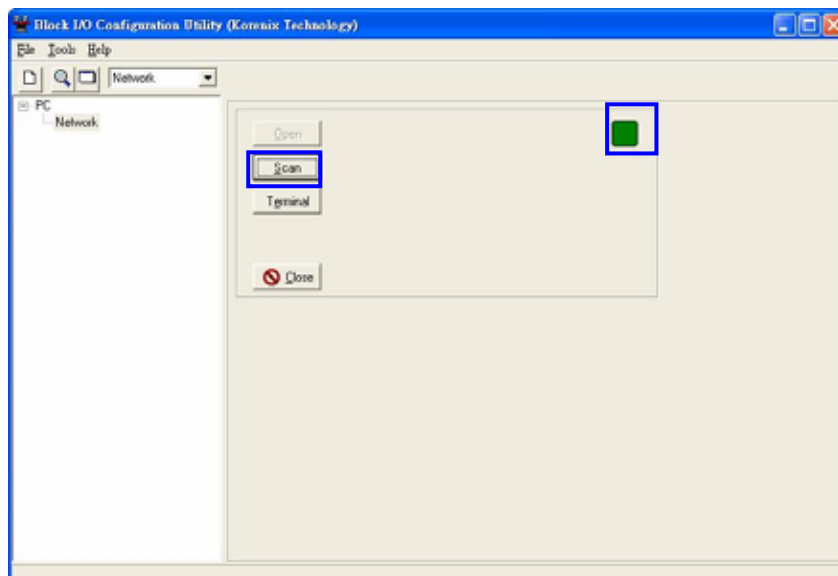 Block I/O Configuration Utility (Korenix Technology)
File Tools Help
Network
PC
Network
Open
Scan
Terminal
Close